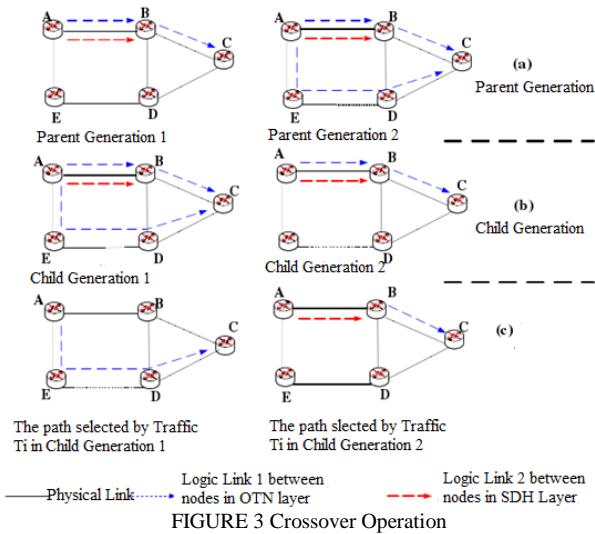 A B C
E D
Parent Generation 1
A B C
E D
Parent Generation 2
(a)
Parent Generation
A B C
E D
Child Generation 1
A B C
E D
Child Generation 2
(b)
Child Generation
A B C
E D
The path selected by Traffic
Ti in Child Generation 1
A B C
E D
The path slected by Traffic
Ti in Child Generation 2
(c)
Physical Link
Logic Link 1 between
nodes in OTN layer
Logic Link 2 between
nodes in SDH Layer
FIGURE 3 Crossover Operation